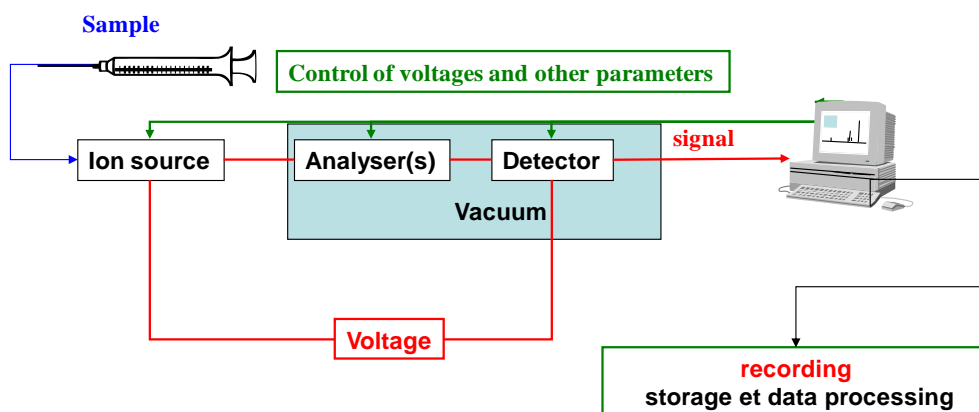 Sample
Control of voltages and other parameters
Ion source
Analyser(s)
Detector
signal
Vacuum
Voltage
recording
storage et data processing